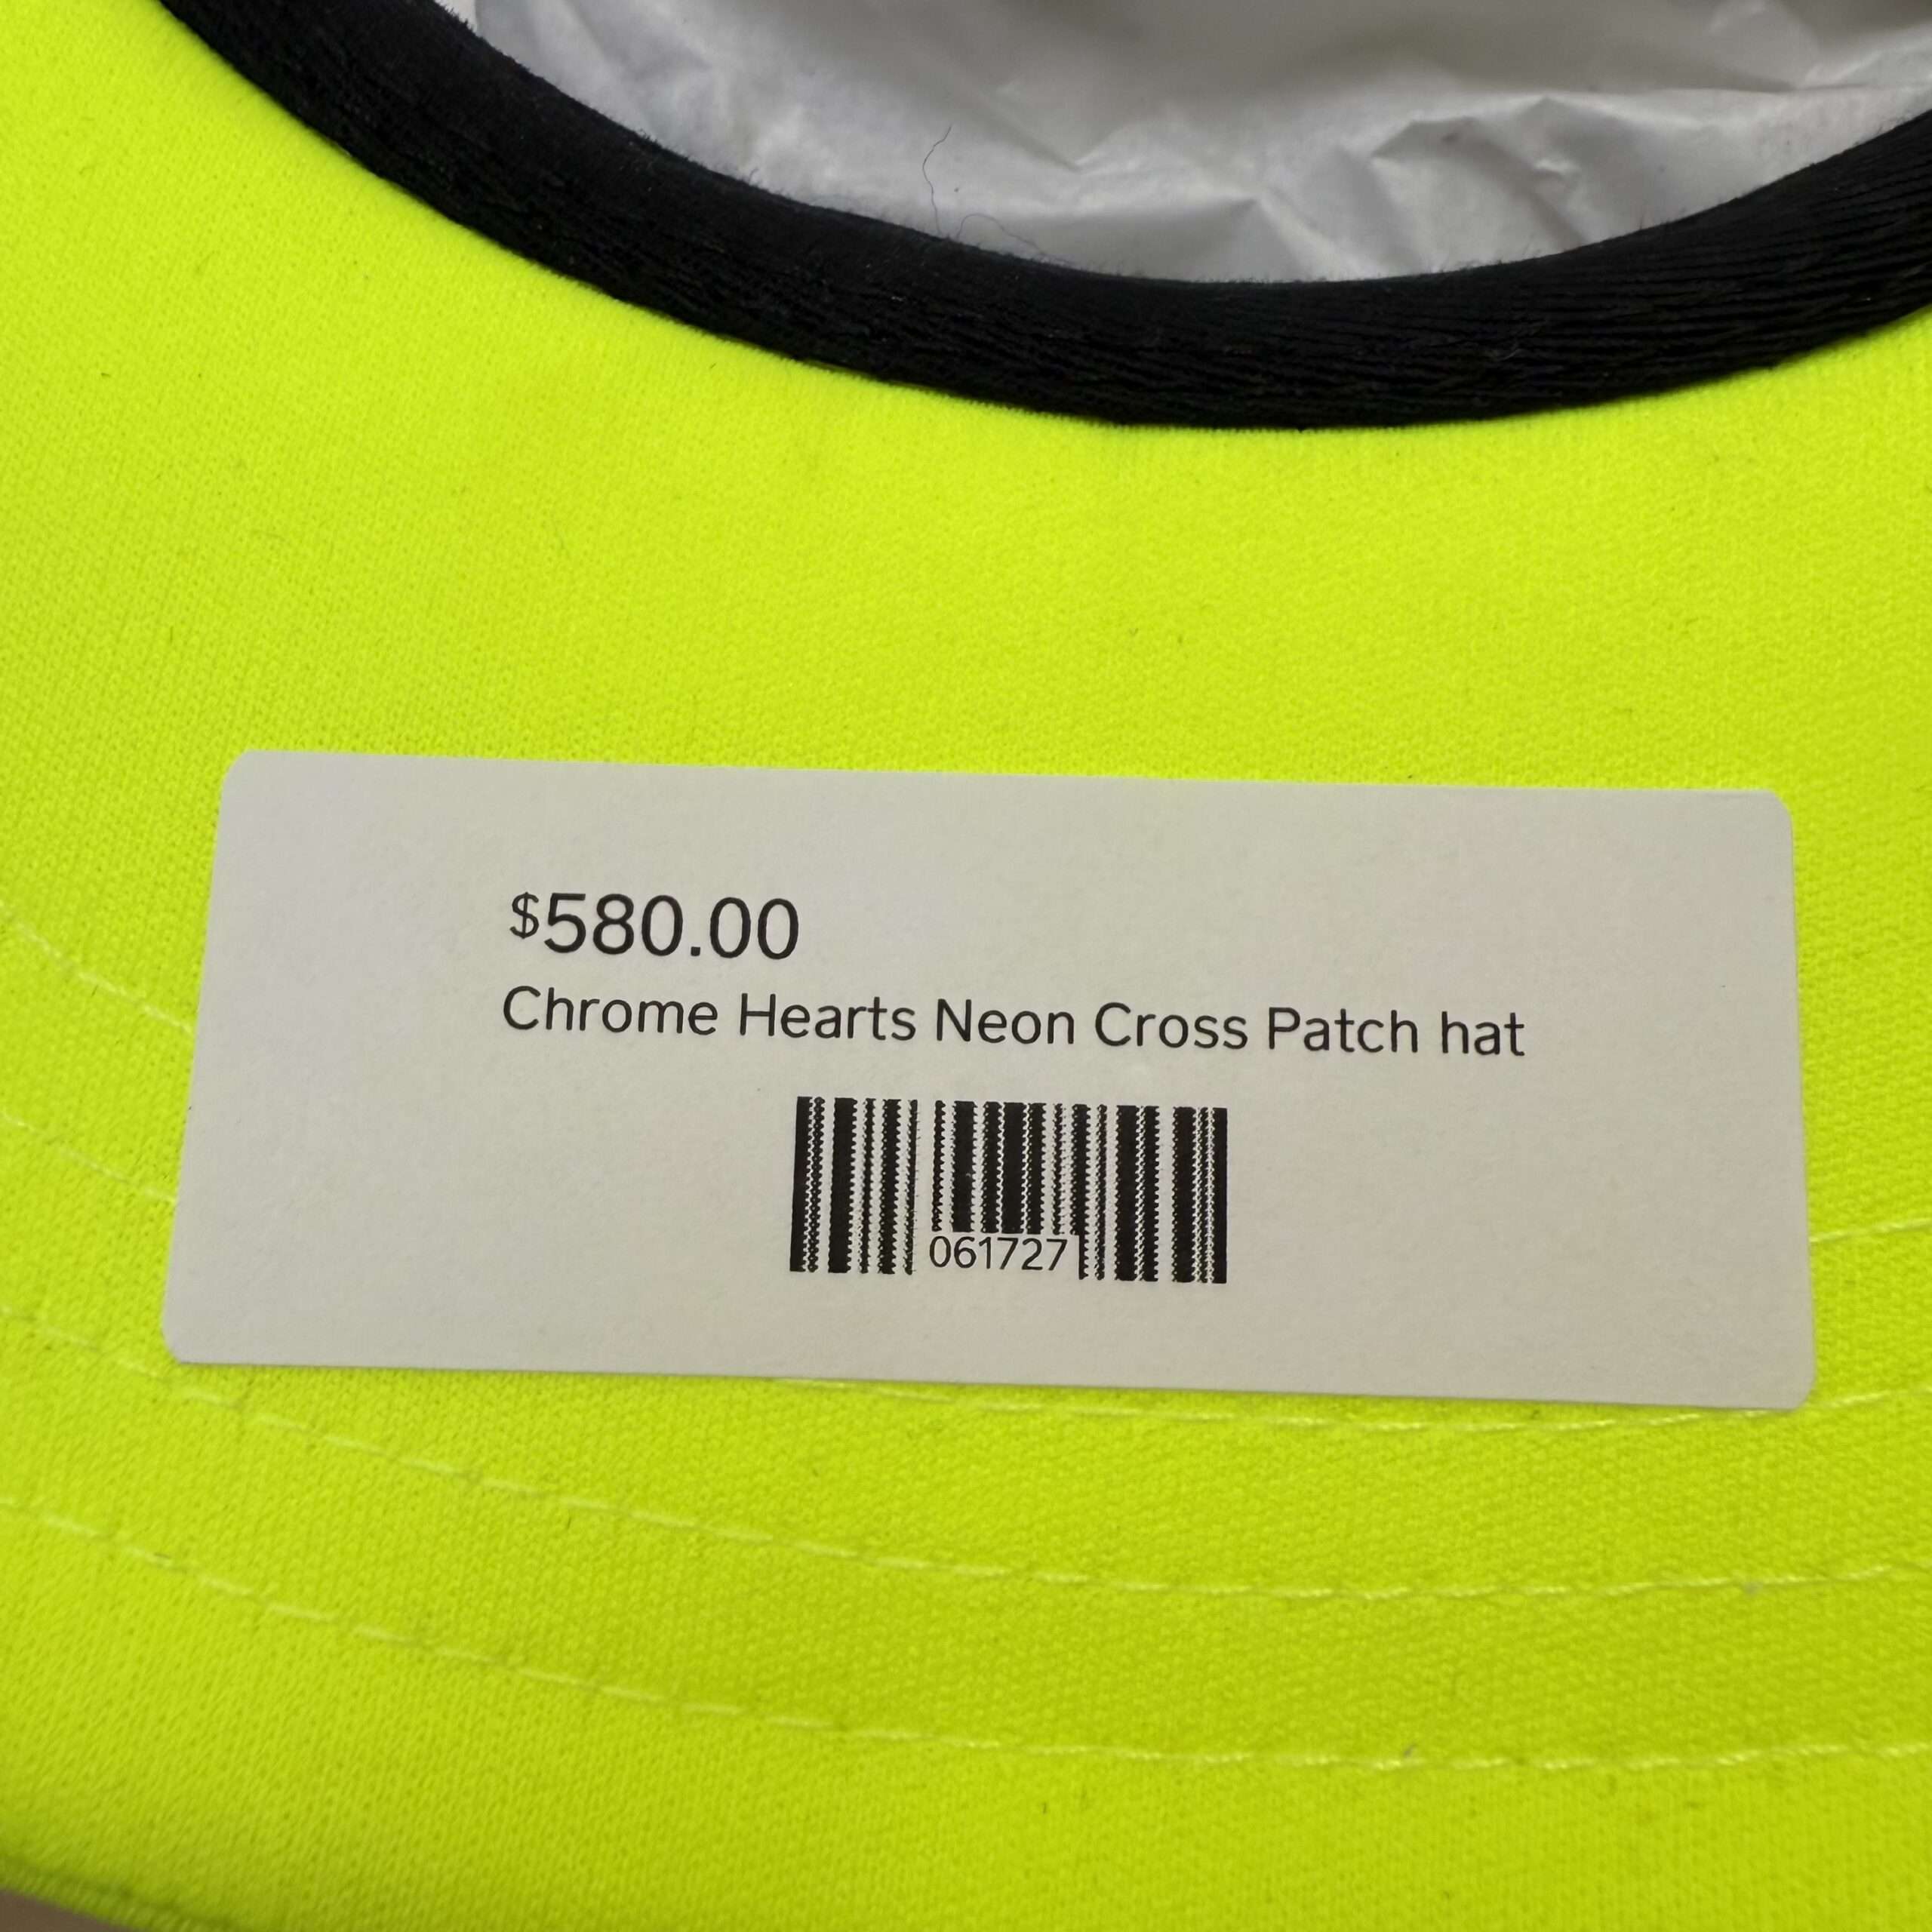 $580.00
Chrome Hearts Neon Cross Patch hat
061727